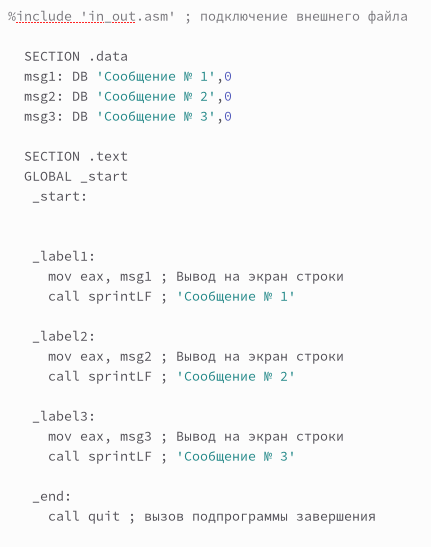 %include 'in_out.asm' ; подключение внешнего файла
SECTION .data
msg1: DB 'Сообщение № 1',0
msg2: DB 'Сообщение № 2',0
msg3: DB 'Сообщение № 3',0
SECTION .text
GLOBAL _start
_start:
_label1:
mov eax, msg1 ; Вывод на экран строки
call sprintLF ; 'Сообщение № 1'
_label2:
mov eax, msg2 ; Вывод на экран строки
call sprintLF ; 'Сообщение № 2'
_label3:
mov eax, msg3 ; Вывод на экран строки
call sprintLF ; 'Сообщение № 3'
_end:
call quit ; вызов подпрограммы завершения